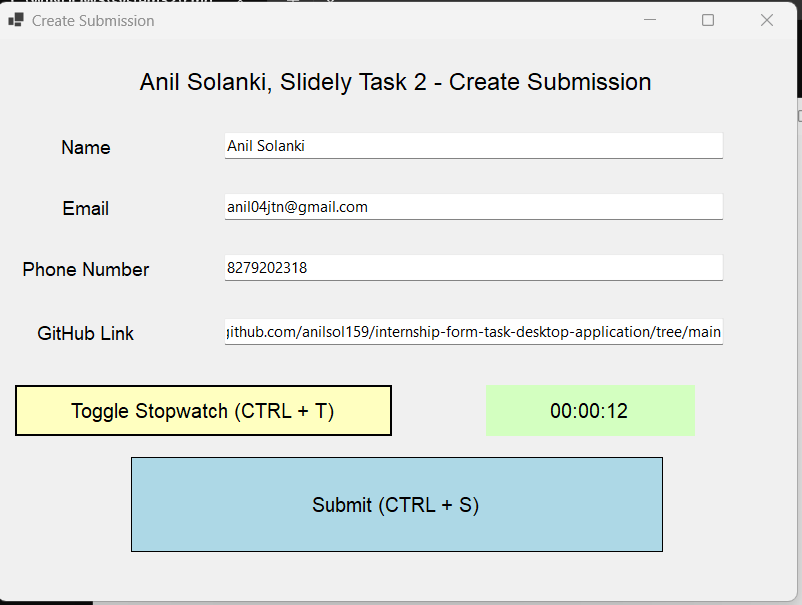 Create Submission
Anil Solanki, Slidely Task 2 - Create Submission
Name
Anil Solanki
Email
anil04jtn@gmail.com
Phone Number
8279202318
GitHub Link
github.com/anilsol159/internship-form-task-desktop-application/tree/main
Toggle Stopwatch (CTRL + T)
00:00:12
Submit (CTRL + S)